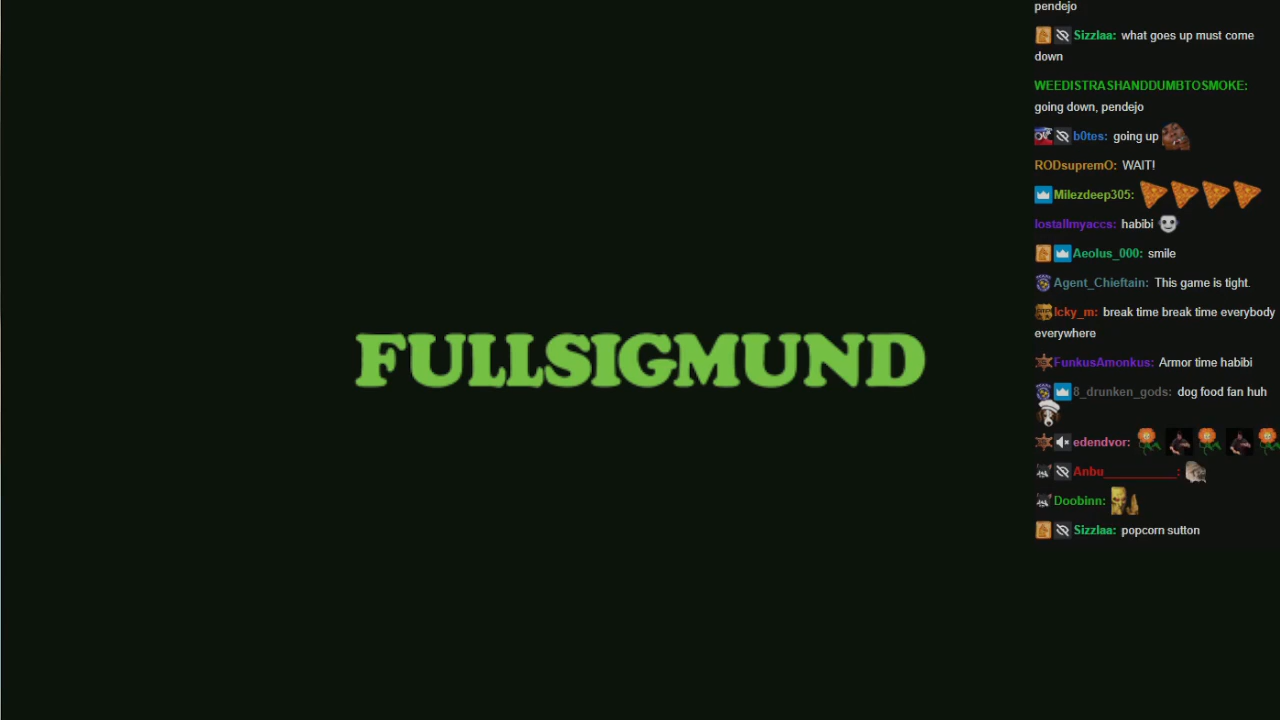 pendejo
Sizzlaa: what goes up must come
down
WEEDISTRASHANDDUMBTOSMOKE:
going down, pendejo
b0tes: going up
RODsupremO: WAIT!
Milezdeep305:
lostallmyaccs: habibi
Aeolus_000: smile
Agent_Chieftain: This game is tight.
Icky_m: break time break time everybody
everywhere
FULLSIGMUND
FunkusAmonkus: Armor time habibi
8_drunken_gods: dog food fan huh
edendvor:
Anbu__________:
Doobinn:
Sizzlaa: popcorn sutton